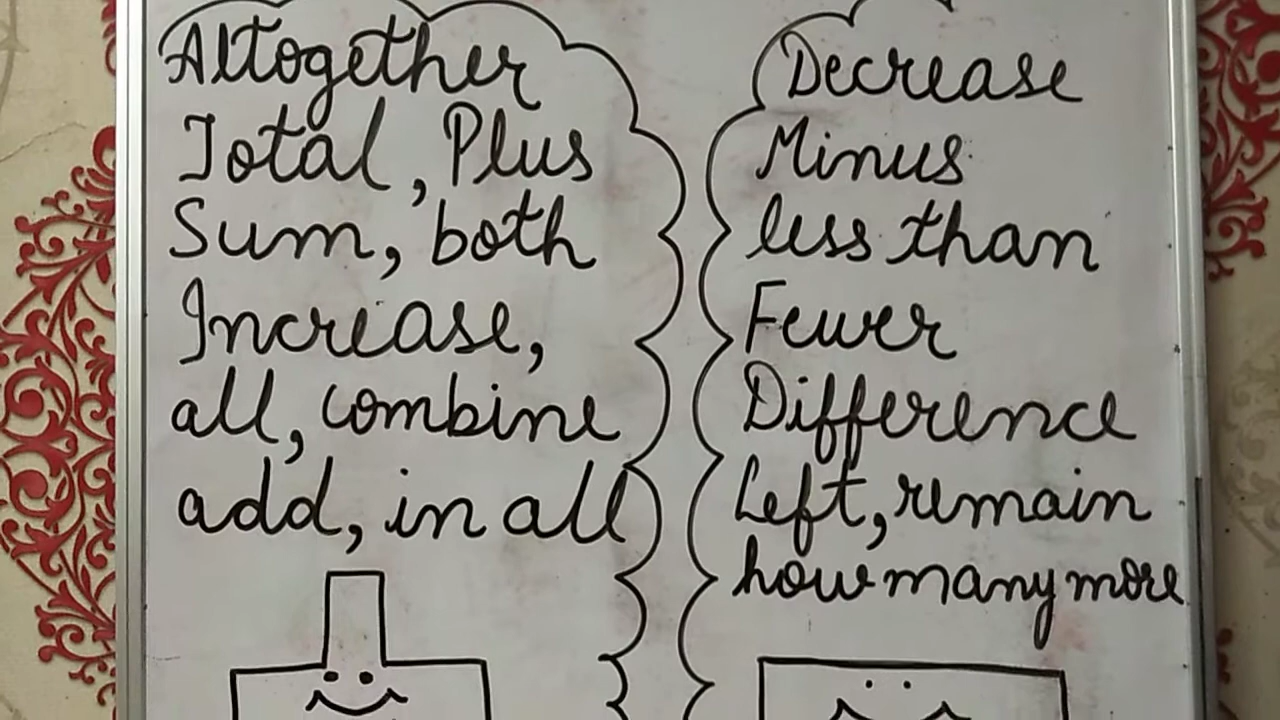 Altogether
Total, Plus
Sum, both
Increase,
all, combine
add, in all
Decrease
Minus
less than
Fewer
Difference
Left, remain
how many more